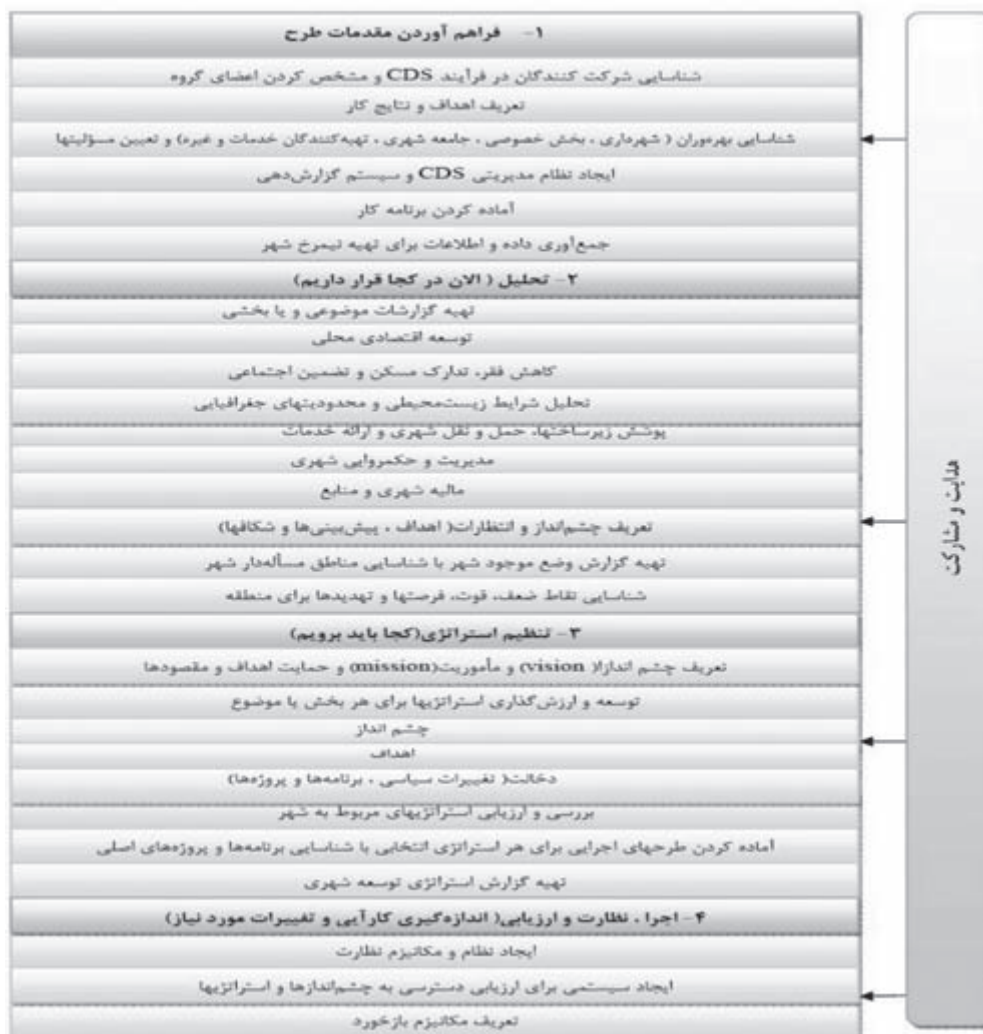 ۱- فراهم آوردن مقدمات طرح
شناسایی شرکت کنندگان در فرآیند CDS و مشخص کردن اعضای گروه
تعریف اهداف و نتایج کار
شناسایی بهره‌وران ( شهرداری ، بخش خصوصی ، جامعه شهری ، تهیه‌کنندگان خدمات و غیره) و تعیین مسؤلیتها
ایجاد نظام مدیریتی CDS و سیستم گزارش‌دهی
آماده کردن برنامه کار
جمع‌آوری داده و اطلاعات برای تهیه نیمرخ شهر
۲- تحلیل ( الان در کجا قرار داریم)
تهیه گزارشات موضوعی و یا بخشی
توسعه اقتصادی محلی
کاهش فقر، تدارک مسکن و تضمین اجتماعی
تحلیل شرایط زیست‌محیطی و محدودیتهای جغرافیایی
پوشش زیرساختها، حمل و نقل شهری و ارائه خدمات
مدیریت و حکمروایی شهری
مالیه شهری و منابع
تعریف چشم‌انداز و انتظارات( اهداف ، پیش‌بینی‌ها و شکافها)
تهیه گزارش وضع موجود شهر با شناسایی مناطق مسأله‌دار شهر
شناسایی نقاط ضعف، قوت، فرصتها و تهدیدها برای منطقه
۳- تنظیم استراتژی(کجا باید برویم)
تعریف چشم انداز( vision) و مأموریت(mission) و حمایت اهداف و مقصودها
توسعه و ارزش‌گذاری استراتژیها برای هر بخش یا موضوع
چشم انداز
اهداف
دخالت( تغییرات سیاسی ، برنامه‌ها و پروژه‌ها)
بررسی و ارزیابی استراتژیهای مربوط به شهر
آماده کردن طرحهای اجرایی برای هر استراتژی انتخابی با شناسایی برنامه‌ها و پروژه‌های اصلی
تهیه گزارش استراتژی توسعه شهری
۴- اجرا ، نظارت و ارزیابی( اندازه‌گیری کارآیی و تغییرات مورد نیاز)
ایجاد نظام و مکانیزم نظارت
ایجاد سیستمی برای ارزیابی دسترسی به چشم‌اندازها و استراتژیها
تعریف مکانیزم بازخورد
هدایت و مشارکت